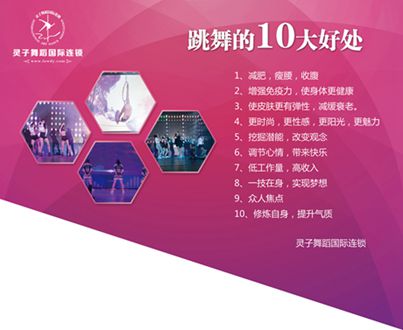 灵子舞蹈国际连锁
跳舞的10大好处
1、减肥，瘦腰，收腹
2、增强免疫力，使身体更健康
3、使皮肤更有弹性，减缓衰老。
4、更时尚，更性感，更阳光，更魅力
5、挖掘潜能，改变观念
6、调节心情，带来快乐
7、低工作量，高收入
8、一技在身，实现梦想
9、众人焦点
10、修炼自身，提升气质
灵子舞蹈国际连锁